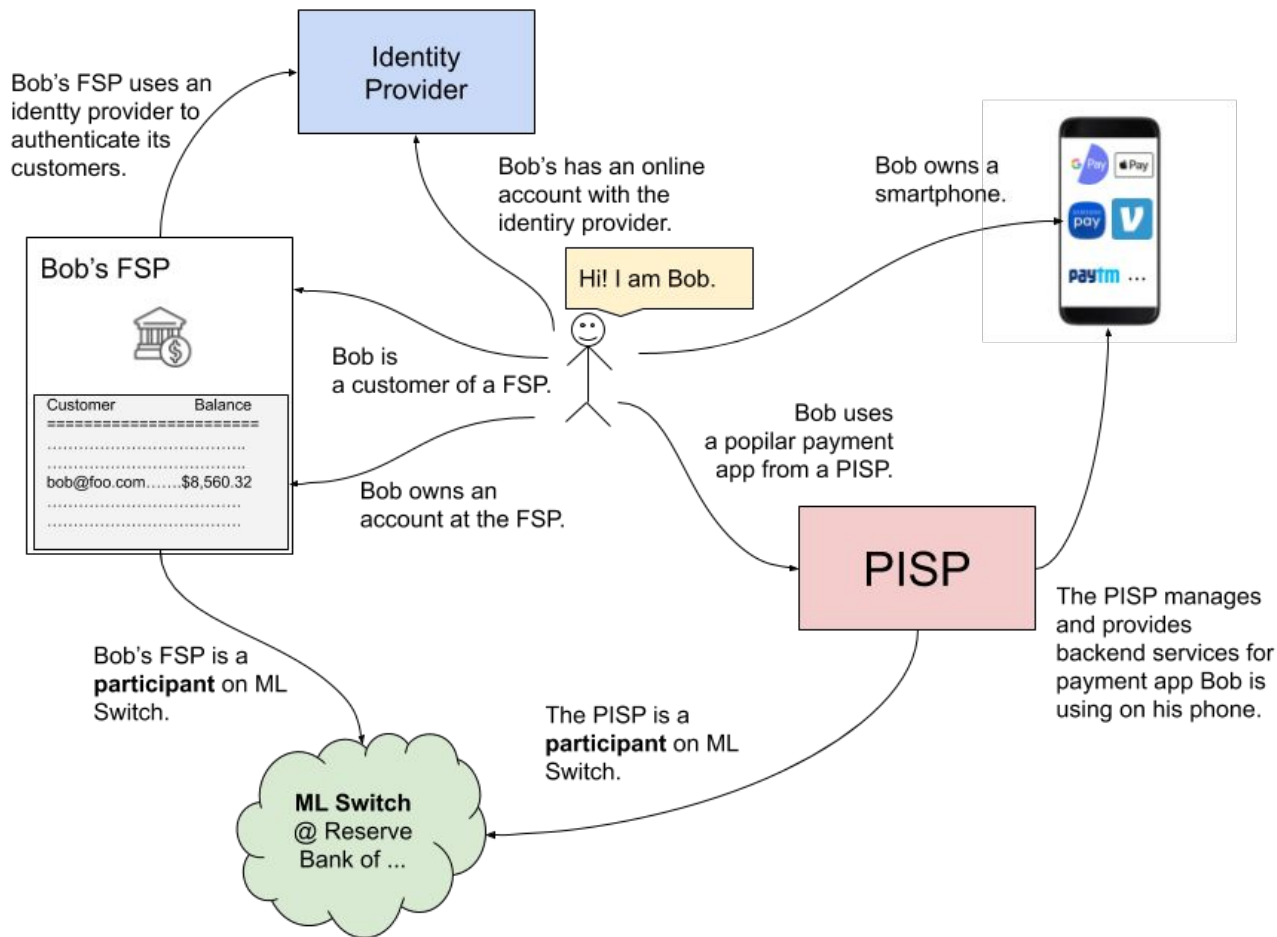 Identity
Provider
Bob's FSP uses an
identty provider to
authenticate its
customers.
Bob's has an online
account with the
identiry provider.
Bob owns a
smartphone.
G Pay
Pay
SAMSUNG
pay
V
paytm ...
Hi! I am Bob.
Bob's FSP
$
Customer Balance
=======================
......................................
......................................
bob@foo.com.......$8,560.32
.....................................
.....................................
Bob is
a customer of a FSP.
Bob owns an
account at the FSP.
Bob uses
a popilar payment
app from a PISP.
PISP
The PISP manages
and provides
backend services for
payment app Bob is
using on his phone.
Bob's FSP is a
participant on ML
Switch.
The PISP is a
participant on ML
Switch.
ML Switch
@ Reserve
Bank of ...